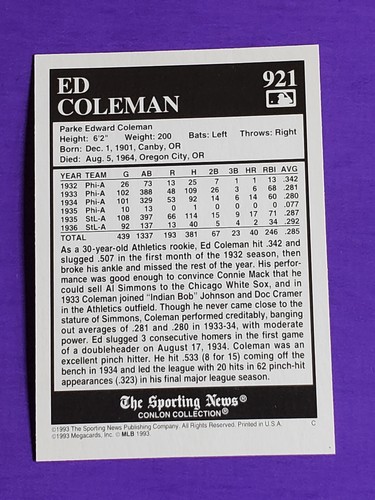 ED
COLEMAN
921
Parke Edward Coleman
Height: 6'2" Weight: 200 Bats: Left Throws: Right
Born: Dec. 1, 1901, Canby, OR
Died: Aug. 5, 1964, Oregon City, OR
YEAR TEAM G AB R H 2B 3B HR RBI AVG
1932 Phi-A 26 73 13 25 7 1 1 13 .342
1933 Phi-A 102 388 48 109 26 3 6 68 .281
1934 Phi-A 101 329 53 92 14 6 14 60 .280
1935 Phi-A 10 13 0 1 0 0 0 0 0.077
1935 StL-A 108 397 66 114 15 9 17 71 .287
1936 StL-A 92 137 13 40 5 4 2 34 .292
TOTAL 439 1337 193 381 67 23 40 246 .285
As a 30-year-old Athletics rookie, Ed Coleman hit .342 and
slugged .507 in the first month of the 1932 season, then
broke his ankle and missed the rest of the year. His perfor-
mance was good enough to convince Connie Mack that he
could sell Al Simmons to the Chicago White Sox, and in
1933 Coleman joined "Indian Bob" Johnson and Doc Cramer
in the Athletics outfield. Though he never came close to the
stature of Simmons, Coleman performed creditably, banging
out averages of .281 and .280 in 1933-34, with moderate
power. Ed slugged 3 consecutive homers in the first game
of a doubleheader on August 17, 1934. Coleman was an
excellent pinch hitter. He hit .533 (8 for 15) coming off the
bench in 1934 and led the league with 20 hits in 62 pinch-hit
appearances (.323) in his final major league season.
The Sporting News®
CONLON COLLECTION®
©1993 The Sporting News Publishing Company. All Rights Reserved. Printed in U.S.A. C
©1993 Megacards, Inc. © MLB 1993.